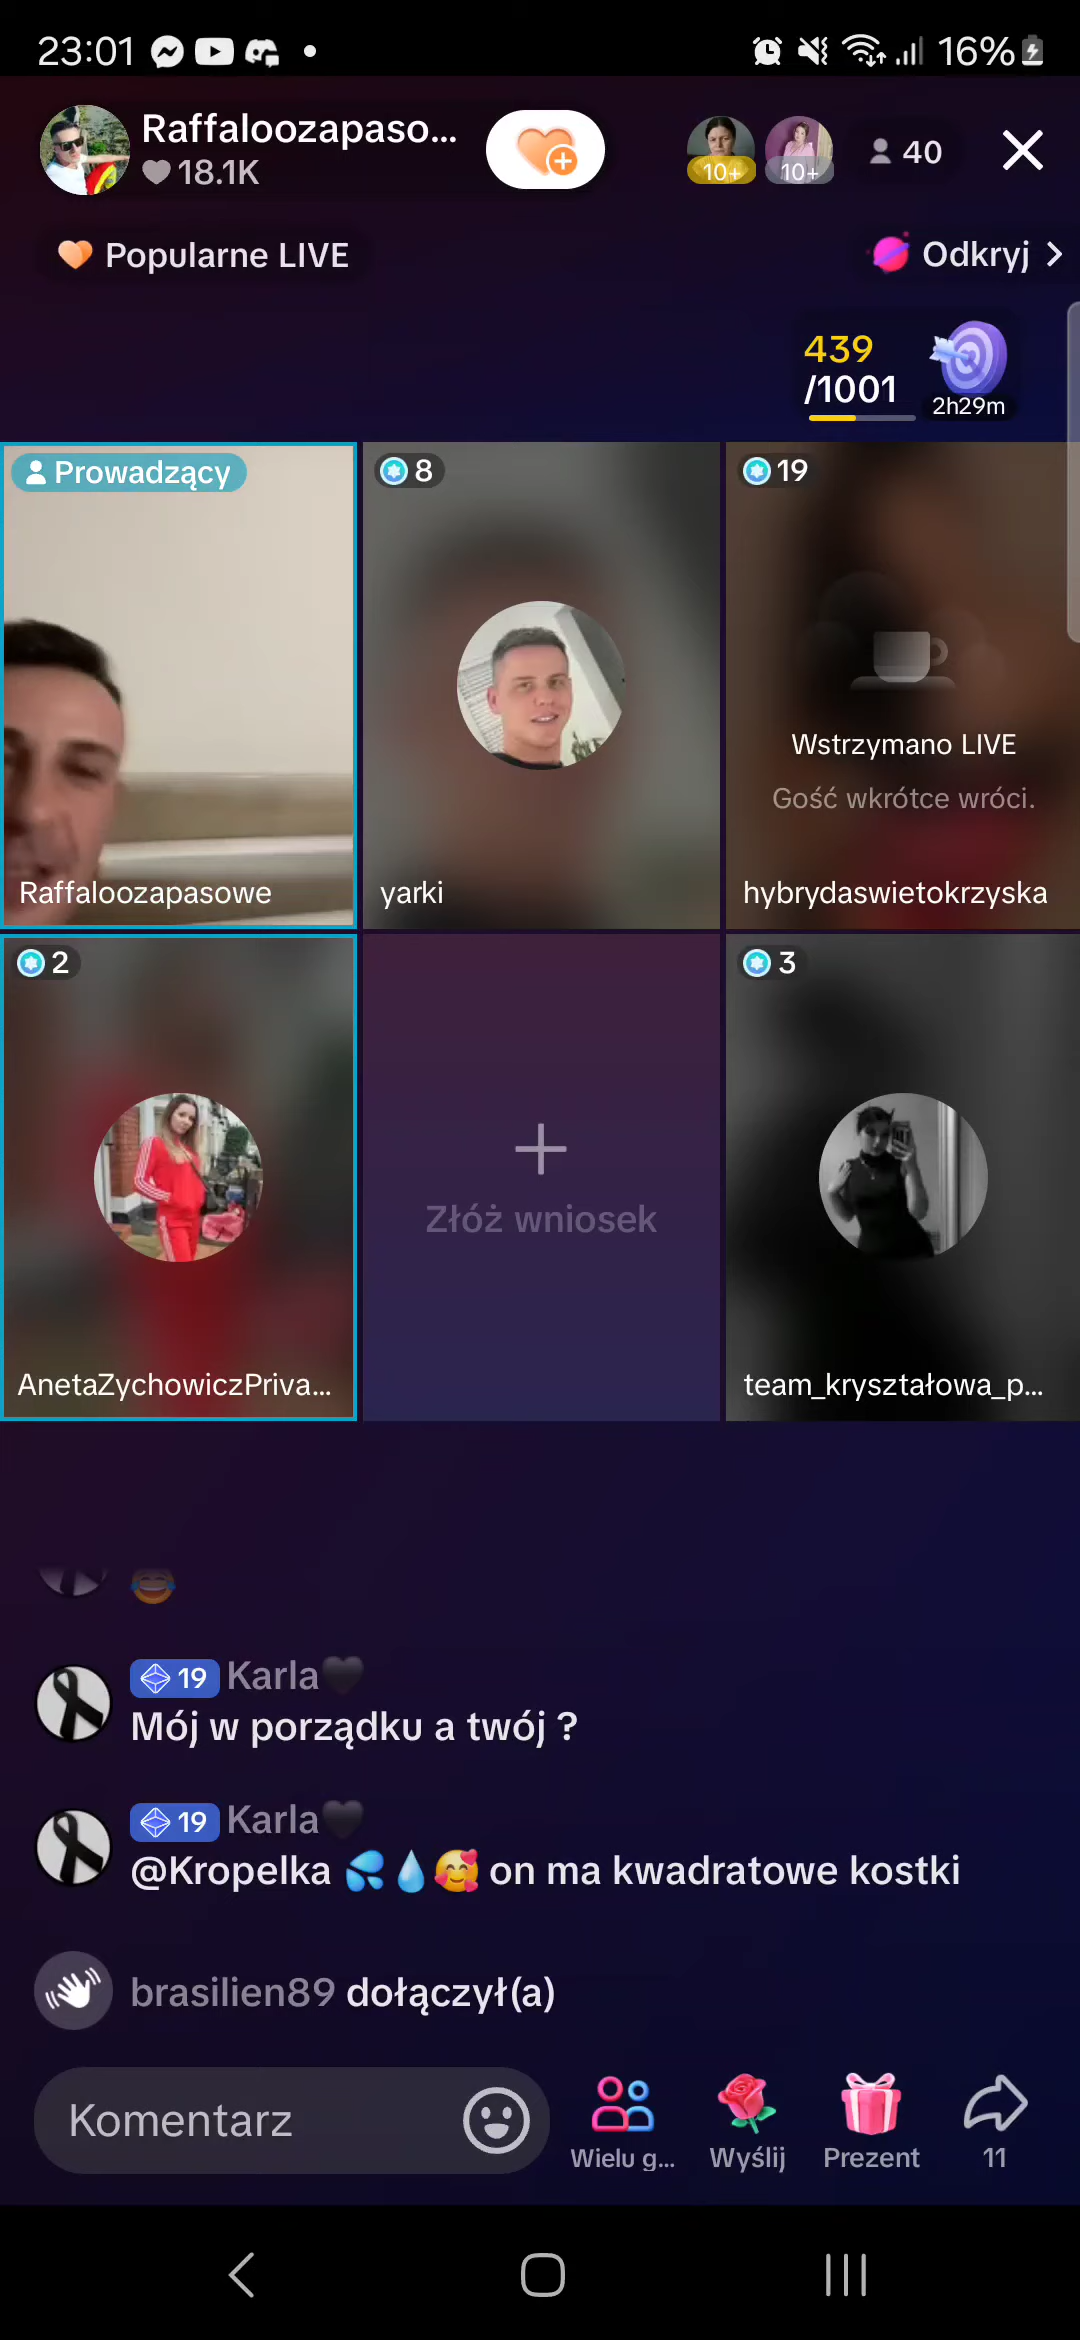 23:01
16%
Raffaloozapaso...
18.1K
10+
10+
40
Popularne LIVE
Odkryj
439
/1001
2h29m
Prowadzący
8
19
Wstrzymano LIVE
Gość wkrótce wróci.
Raffaloozapasowe
yarki
hybrydaswietokrzyska
2
3
Złóż wniosek
AnetaZychowiczPriva...
team_kryształowa_p...
19 Karla🖤
Mój w porządku a twój ?
19 Karla🖤
@Kropelka 💦💧🥰 on ma kwadratowe kostki
brasilien89 dołączył(a)
Komentarz
Wielu g...
Wyślij
Prezent
11